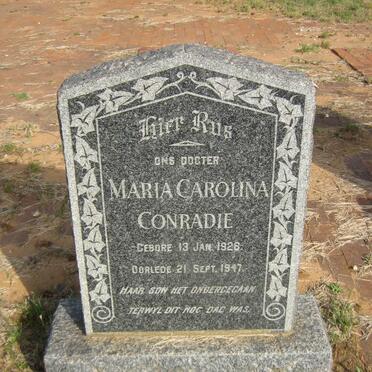 Hier Rus
ONS DOGTER
MARIA CAROLINA
CONRADIE
GEBORE 13 JAN. 1926.
OORLEDE 21 SEPT. 1947.
HAAR SON HET ONDERGEGAAN
TERWYL DIT NOG DAG WAS.